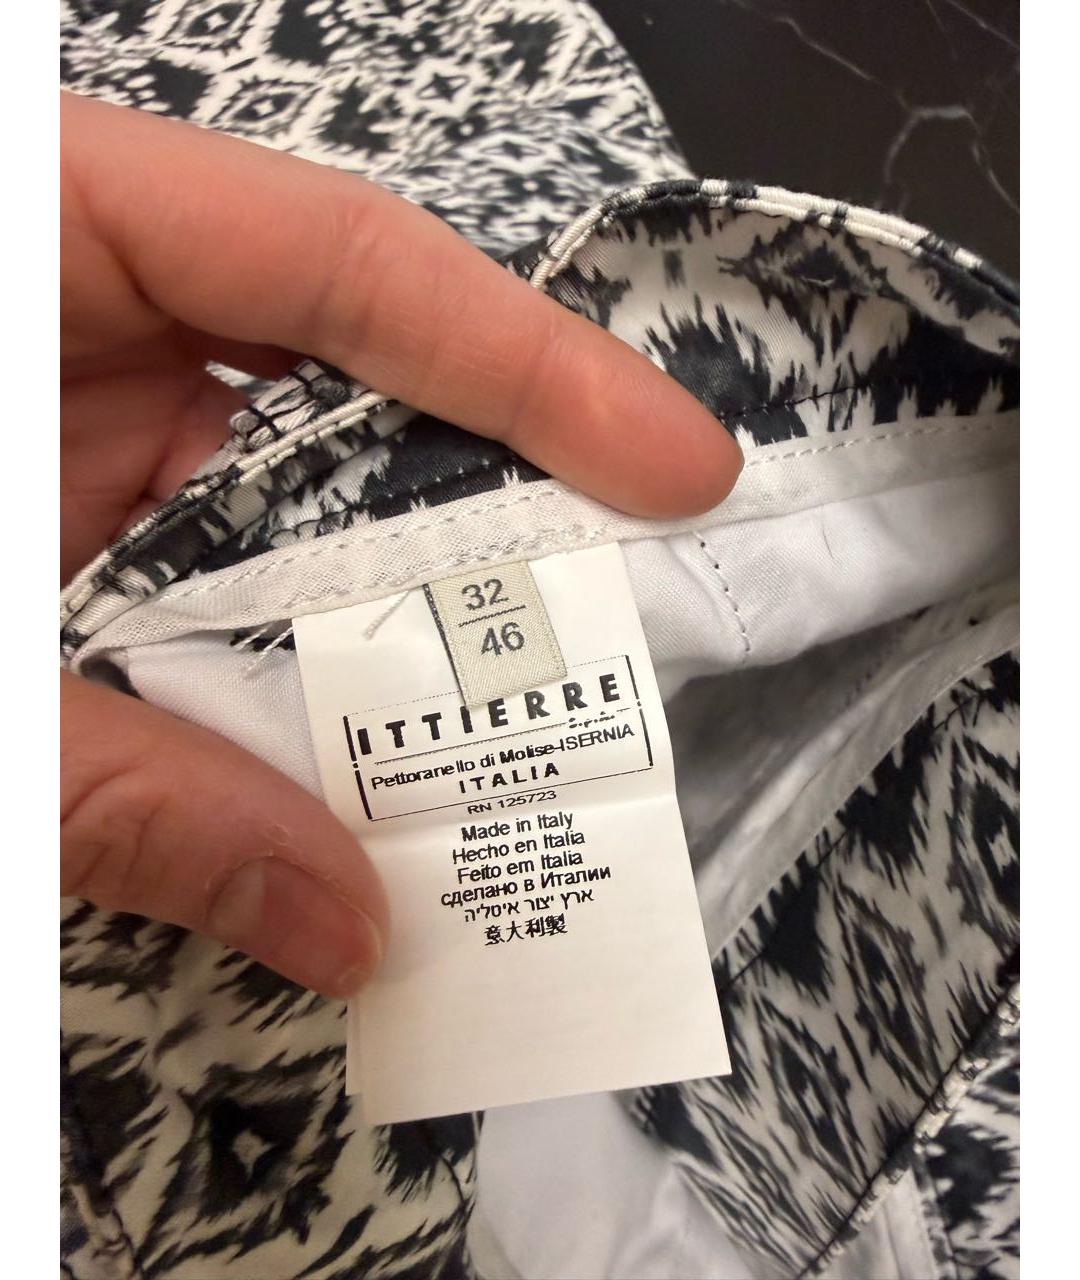 32
46
ITTIERRE
S.p.A.
Pettoranello di Molise-ISERNIA
ITALIA
RN 125723
Made in Italy
Hecho en Italia
Feito em Italia
сделано в Италии
ארץ יצור איטליה
意大利製